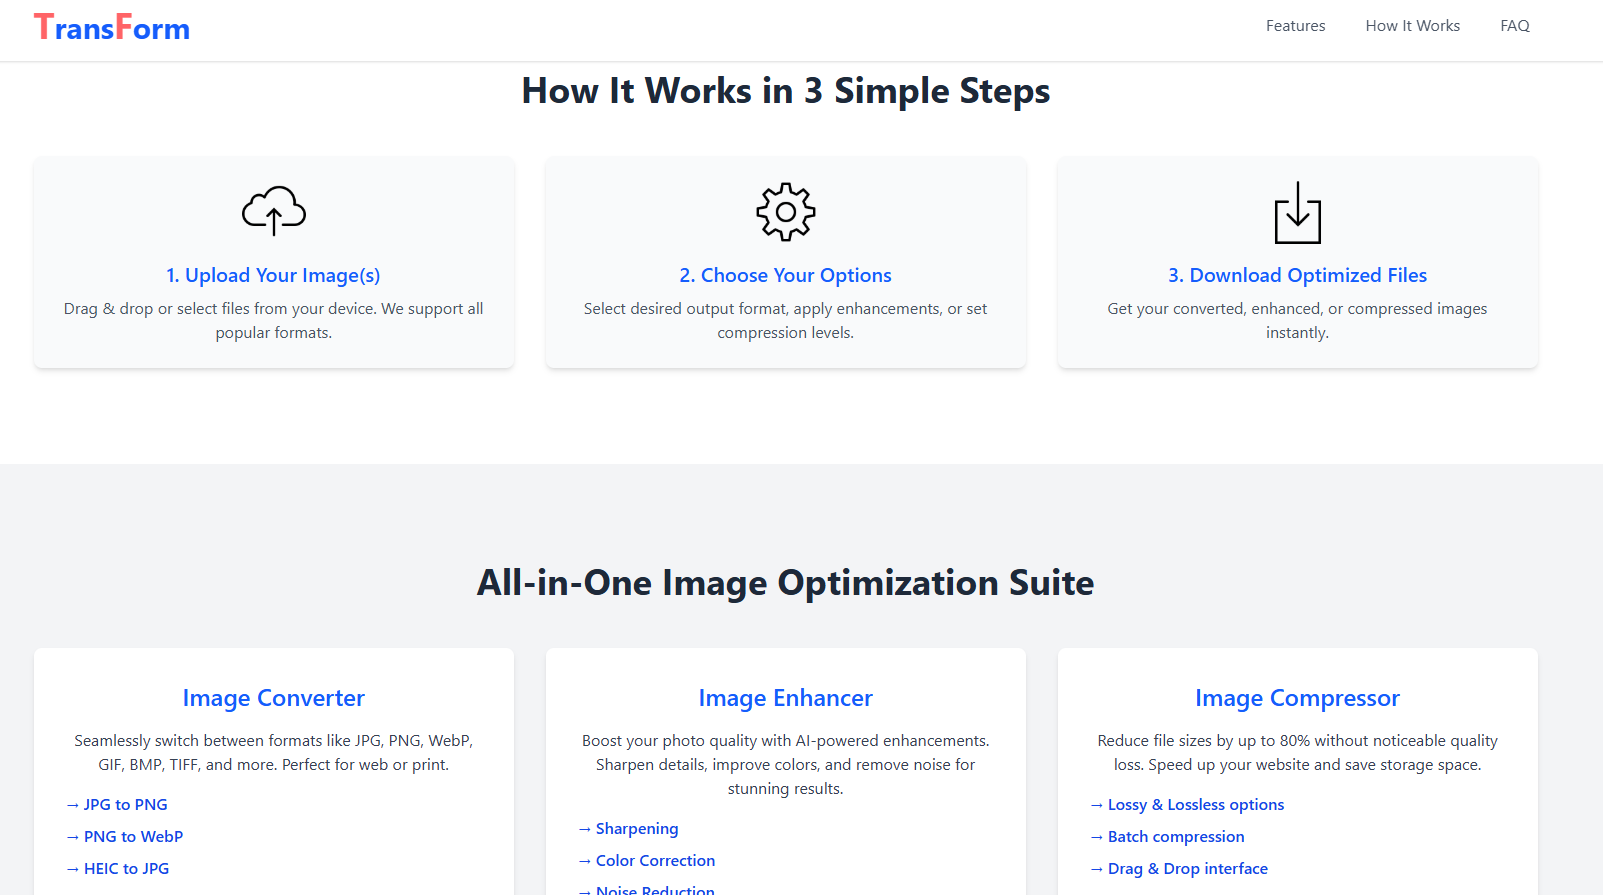 TransForm
Features
How It Works
FAQ
How It Works in 3 Simple Steps
1. Upload Your Image(s)
Drag & drop or select files from your device. We support all
popular formats.
2. Choose Your Options
Select desired output format, apply enhancements, or set
compression levels.
3. Download Optimized Files
Get your converted, enhanced, or compressed images
instantly.
All-in-One Image Optimization Suite
Image Converter
Seamlessly switch between formats like JPG, PNG, WebP,
GIF, BMP, TIFF, and more. Perfect for web or print.
→ JPG to PNG
→ PNG to WebP
→ HEIC to JPG
Image Enhancer
Boost your photo quality with AI-powered enhancements.
Sharpen details, improve colors, and remove noise for
stunning results.
→ Sharpening
→ Color Correction
→ Noise Reduction
Image Compressor
Reduce file sizes by up to 80% without noticeable quality
loss. Speed up your website and save storage space.
→ Lossy & Lossless options
→ Batch compression
→ Drag & Drop interface